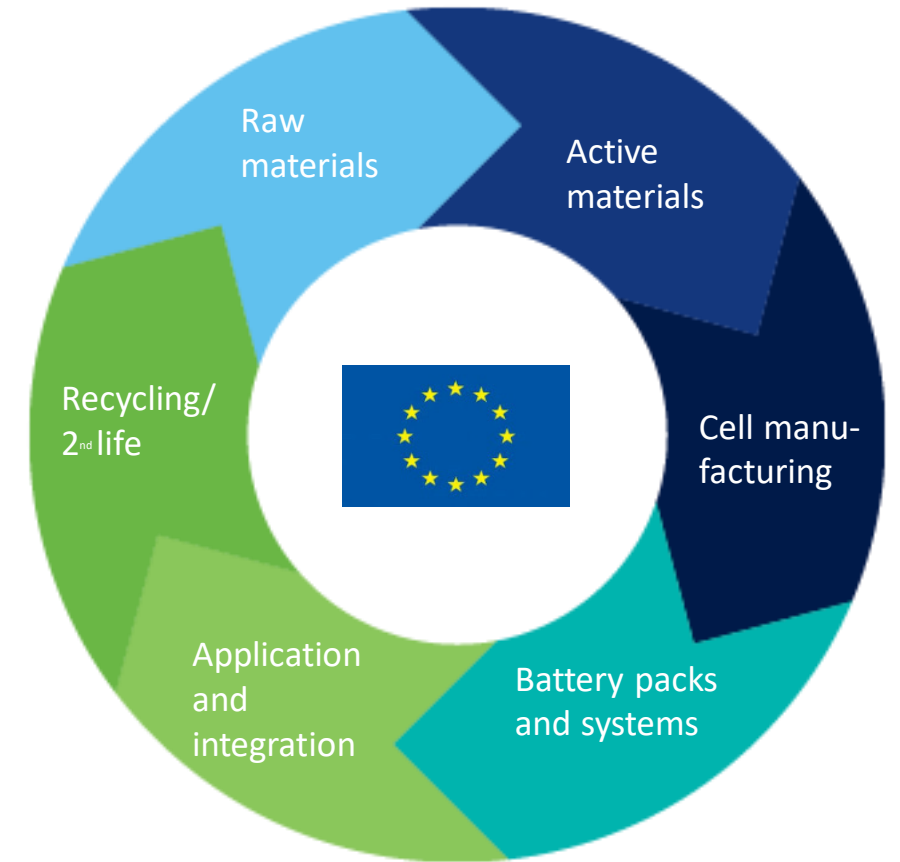 Raw
materials
Active
materials
Cell manu-
facturing
Battery packs
and systems
Application
and
integration
Recycling/
2nd life